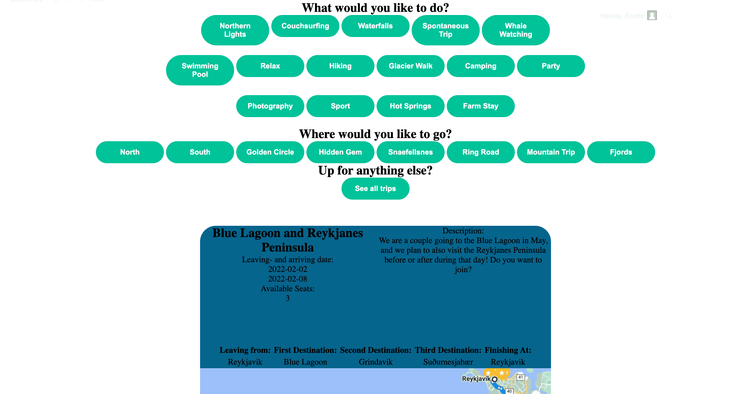 What would you like to do?
Northern Lights
Couchsurfing
Waterfalls
Spontaneous Trip
Whale Watching
Swimming Pool
Relax
Hiking
Glacier Walk
Camping
Party
Photography
Sport
Hot Springs
Farm Stay
Where would you like to go?
North
South
Golden Circle
Hidden Gem
Snaefellsnes
Ring Road
Mountain Trip
Fjords
Up for anything else?
See all trips
Blue Lagoon and Reykjanes
Peninsula
Leaving- and arriving date:
2022-02-02
2022-02-08
Available Seats:
3
Description:
We are a couple going to the Blue Lagoon in May,
and we plan to also visit the Reykjanes Peninsula
before or after during that day! Do you want to
join?
Leaving from: First Destination: Second Destination: Third Destination: Finishing At:
Reykjavik Blue Lagoon Grindavik Suðurnesjabær Reykjavik
Reykjavík
41
40